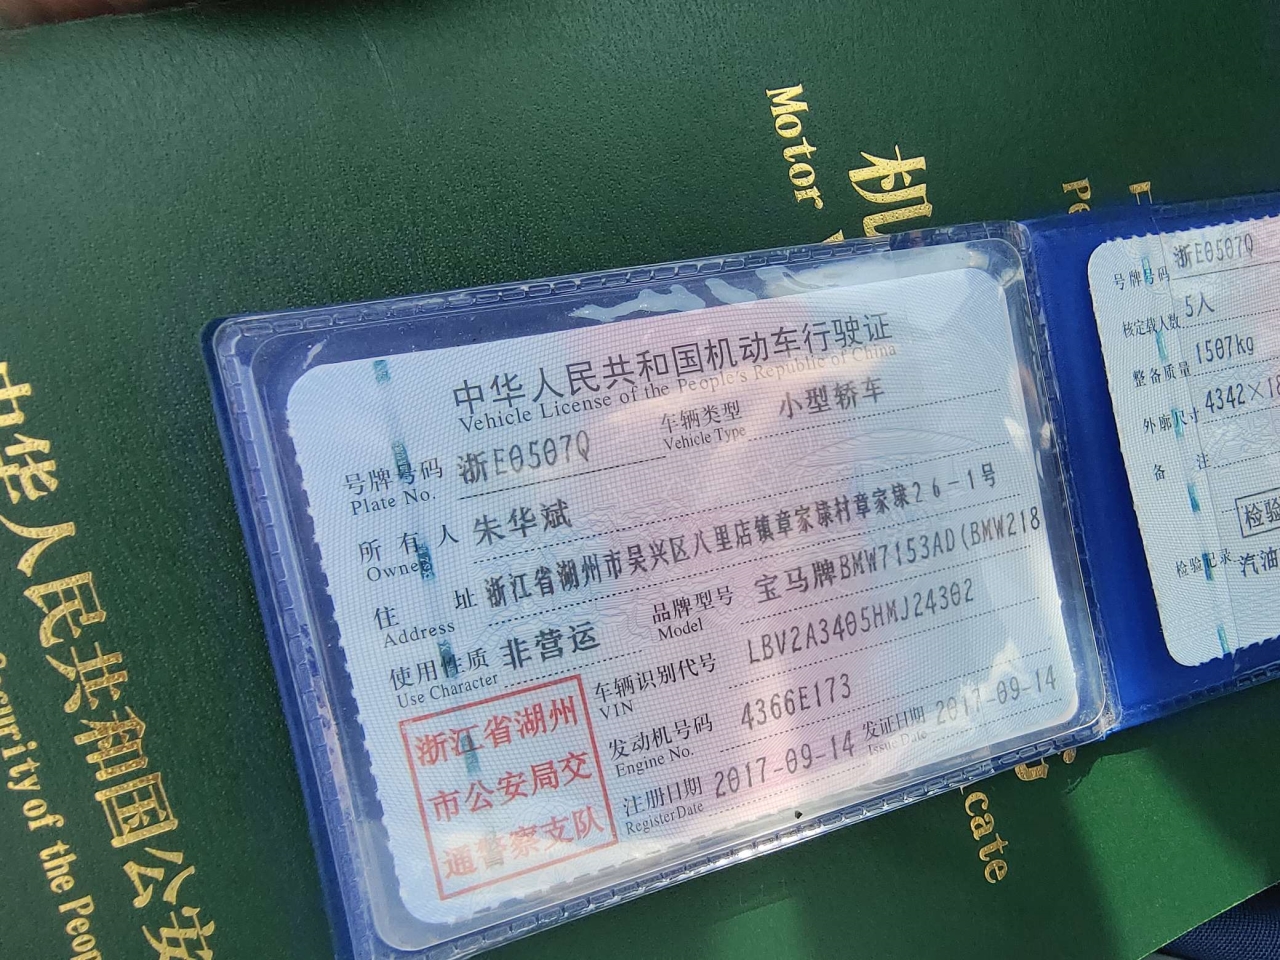 中华人民共和国机动车行驶证
Vehicle License of the People's Republic of China
号牌号码 浙E0507Q 车辆类型 小型轿车
Plate No. Vehicle Type
所有人 朱华斌
Owner
住址 浙江省湖州市吴兴区八里店镇章家埭村章家埭26-1号
Address
使用性质 非营运 品牌型号 宝马牌BMW7153AD(BMW218
Use Character Model
车辆识别代号 LBV2A3405HMJ24302
VIN
发动机号码 4366E173
Engine No.
注册日期 2017-09-14 发证日期 2017-09-14
Register Date Issue Date
浙江省湖州
市公安局交
通警察支队
号牌号码 浙E0507Q
核定载人数 5人
整备质量 1507kg
外廓尺寸 4342×18
备注
检验
检验记录 汽油
Motor
机
中华人民共和国公安
Security of the Peop